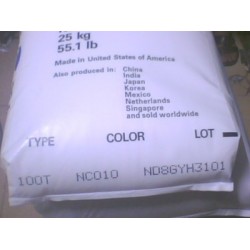 25 kg
55.1 lb
Made in United States of America
Also produced in: China
India
Japan
Korea
Mexico
Netherlands
Singapore
and sold worldwide
TYPE COLOR LOT
100T NC010 ND8GYH3101